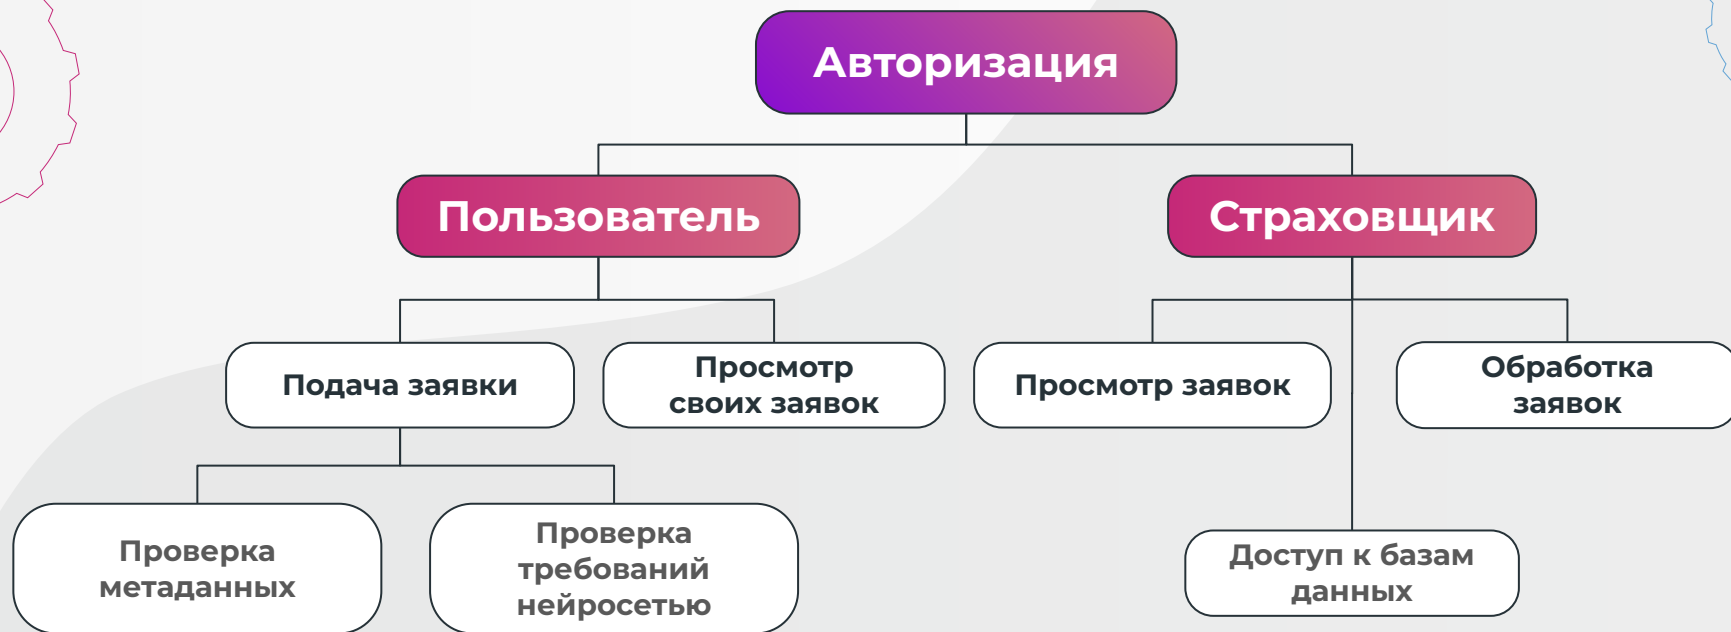 Авторизация
Пользователь
Страховщик
Подача заявки
Просмотр
своих заявок
Просмотр заявок
Обработка
заявок
Проверка
метаданных
Проверка
требований
нейросетью
Доступ к базам
данных